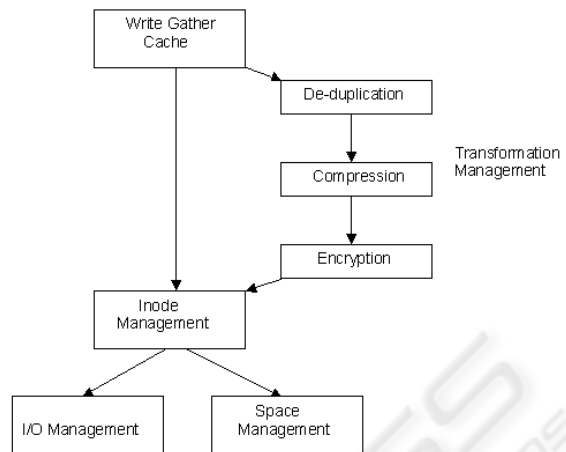 Write Gather
Cache
De-duplication
Transformation
Management
Compression
Encryption
Inode
Management
I/O Management
Space
Management